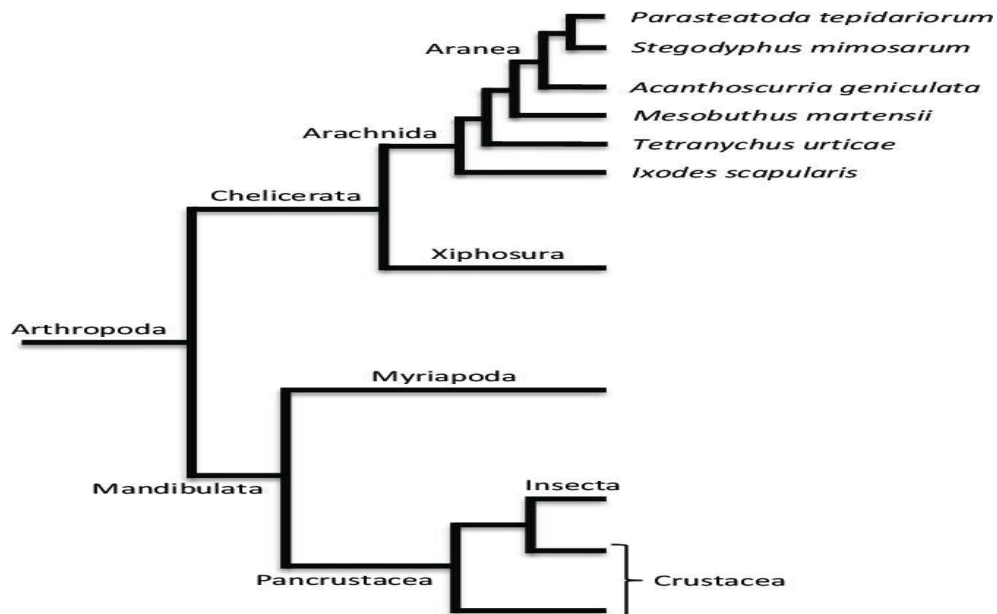 Parasteatoda tepidariorum
Aranea
Stegodyphus mimosarum
Acanthoscurria geniculata
Mesobuthus martensii
Arachnida
Tetranychus urticae
Ixodes scapularis
Chelicerata
Xiphosura
Arthropoda
Myriapoda
Mandibulata
Insecta
Pancrustacea
Crustacea